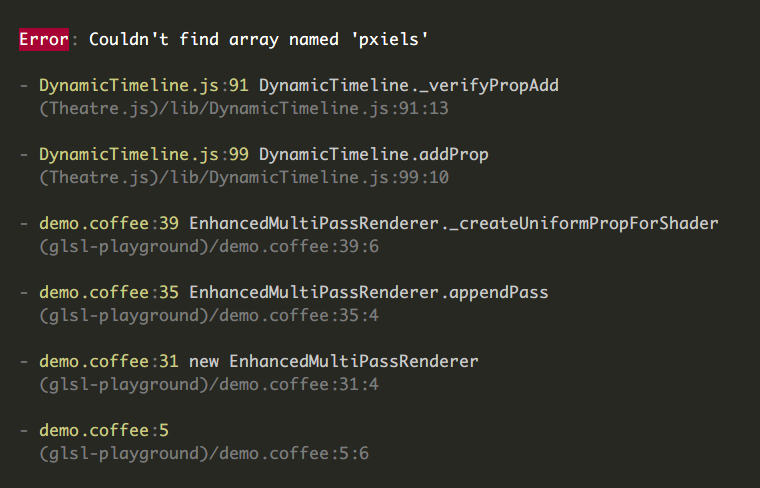 Error: Couldn't find array named 'pxiels'
- DynamicTimeline.js:91 DynamicTimeline._verifyPropAdd
(Theatre.js)/lib/DynamicTimeline.js:91:13
- DynamicTimeline.js:99 DynamicTimeline.addProp
(Theatre.js)/lib/DynamicTimeline.js:99:10
- demo.coffee:39 EnhancedMultiPassRenderer._createUniformPropForShader
(glsl-playground)/demo.coffee:39:6
- demo.coffee:35 EnhancedMultiPassRenderer.appendPass
(glsl-playground)/demo.coffee:35:4
- demo.coffee:31 new EnhancedMultiPassRenderer
(glsl-playground)/demo.coffee:31:4
- demo.coffee:5
(glsl-playground)/demo.coffee:5:6